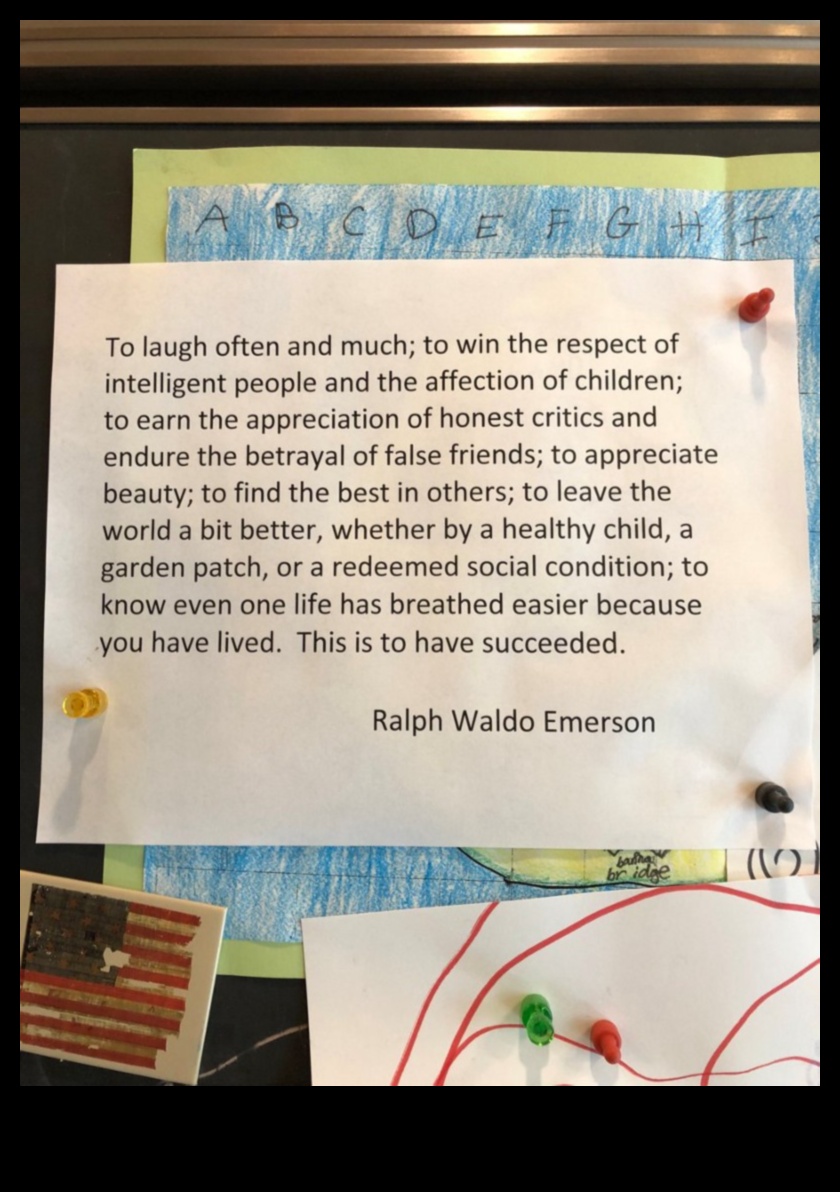 A B C D E F G H I
To laugh often and much; to win the respect of
intelligent people and the affection of children;
to earn the appreciation of honest critics and
endure the betrayal of false friends; to appreciate
beauty; to find the best in others; to leave the
world a bit better, whether by a healthy child, a
garden patch, or a redeemed social condition; to
know even one life has breathed easier because
you have lived.  This is to have succeeded.
Ralph Waldo Emerson
bridge